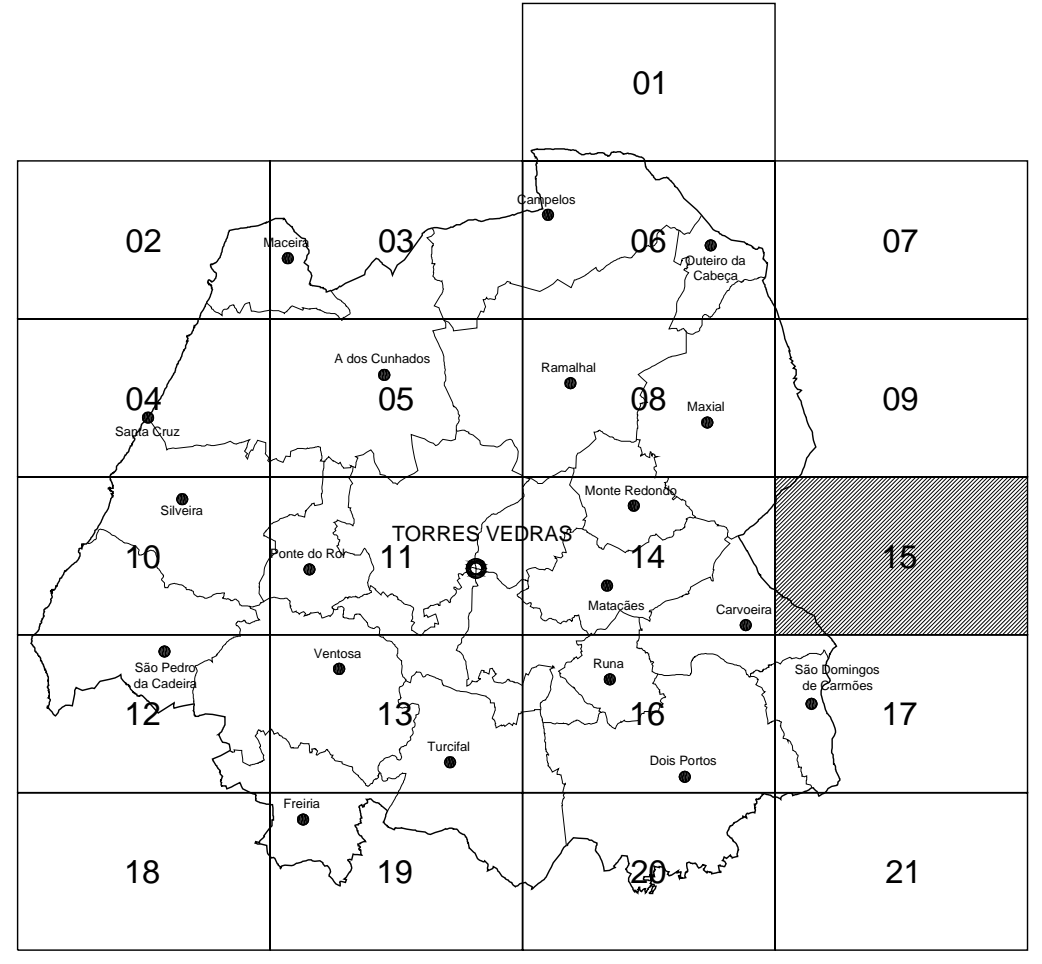 01
02
Maceira
03
Campelos
06
Outeiro da
Cabeça
07
04
Santa Cruz
A dos Cunhados
05
Ramalhal
08
Maxial
09
Silveira
10
Ponte do Rol
11
TORRES VEDRAS
Monte Redondo
14
Matacães
Carvoeira
15
São Pedro
da Cadeira
12
Ventosa
13
Turcifal
Runa
16
Dois Portos
São Domingos
de Carmões
17
18
Freiria
19
20
21